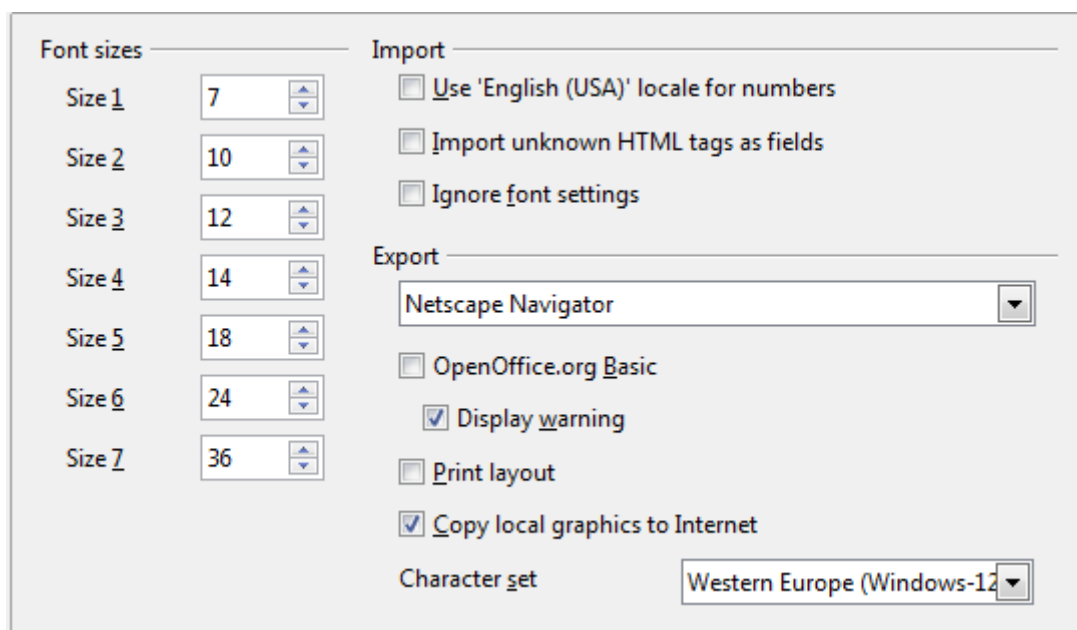 Font sizes
Size 1 7
Size 2 10
Size 3 12
Size 4 14
Size 5 18
Size 6 24
Size 7 36
Import
Use 'English (USA)' locale for numbers
Import unknown HTML tags as fields
Ignore font settings
Export
Netscape Navigator
OpenOffice.org Basic
Display warning
Print layout
Copy local graphics to Internet
Character set Western Europe (Windows-12